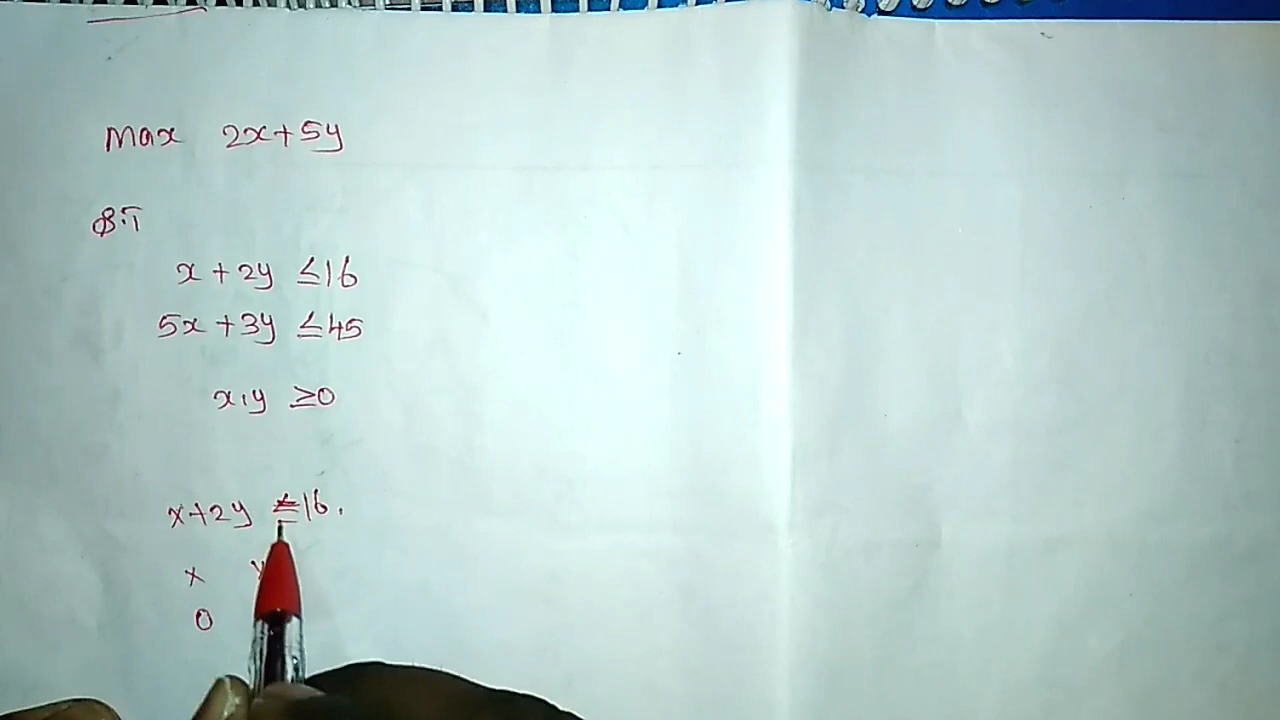 Max 2x+5y
S.T
x + 2y ≤16
5x +3y ≤45
x,y ≥0
x+2y ≤16.
x y
0